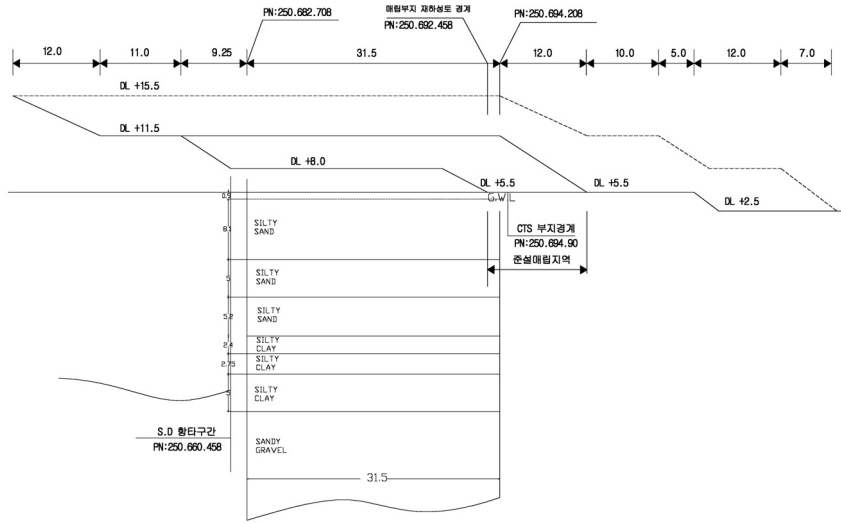 PN:250.682.708
매립부지 재하성토 경계
PN:250.692.458
PN:250.694.208
12.0
11.0
9.25
31.5
12.0
10.0
5.0
12.0
7.0
DL +15.5
DL +11.5
DL +8.0
DL +5.5
DL +5.5
G.W.L
DL +2.5
0.9
8.1
SILTY
SAND
CTS 부지경계
PN:250.694.90
준설매립지역
5
SILTY
SAND
5.2
SILTY
SAND
2.4
SILTY
CLAY
2.75
SILTY
CLAY
5
SILTY
CLAY
S.D 항타구간
PN:250.660.458
SANDY
GRAVEL
31.5